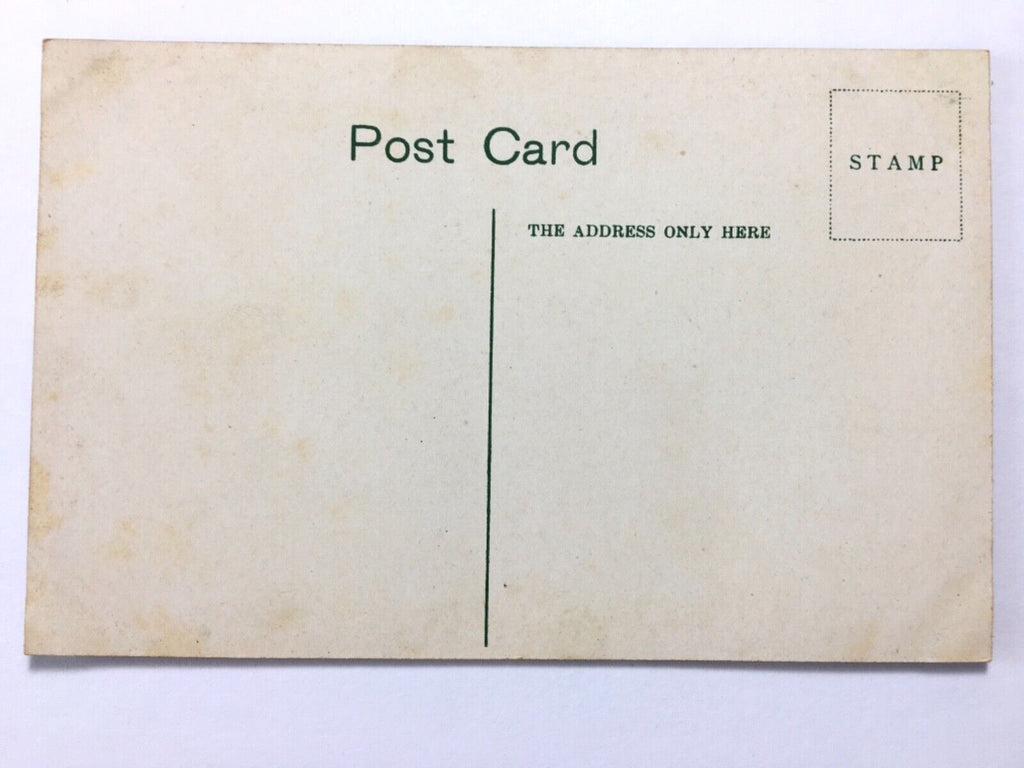 Post Card
STAMP
THE ADDRESS ONLY HERE